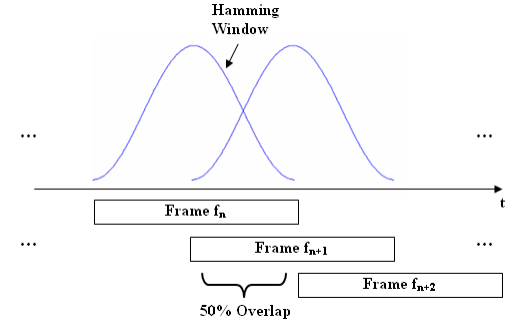 Hamming
Window
...
...
t
Frame fn
...
Frame fn+1
...
Frame fn+2
50% Overlap